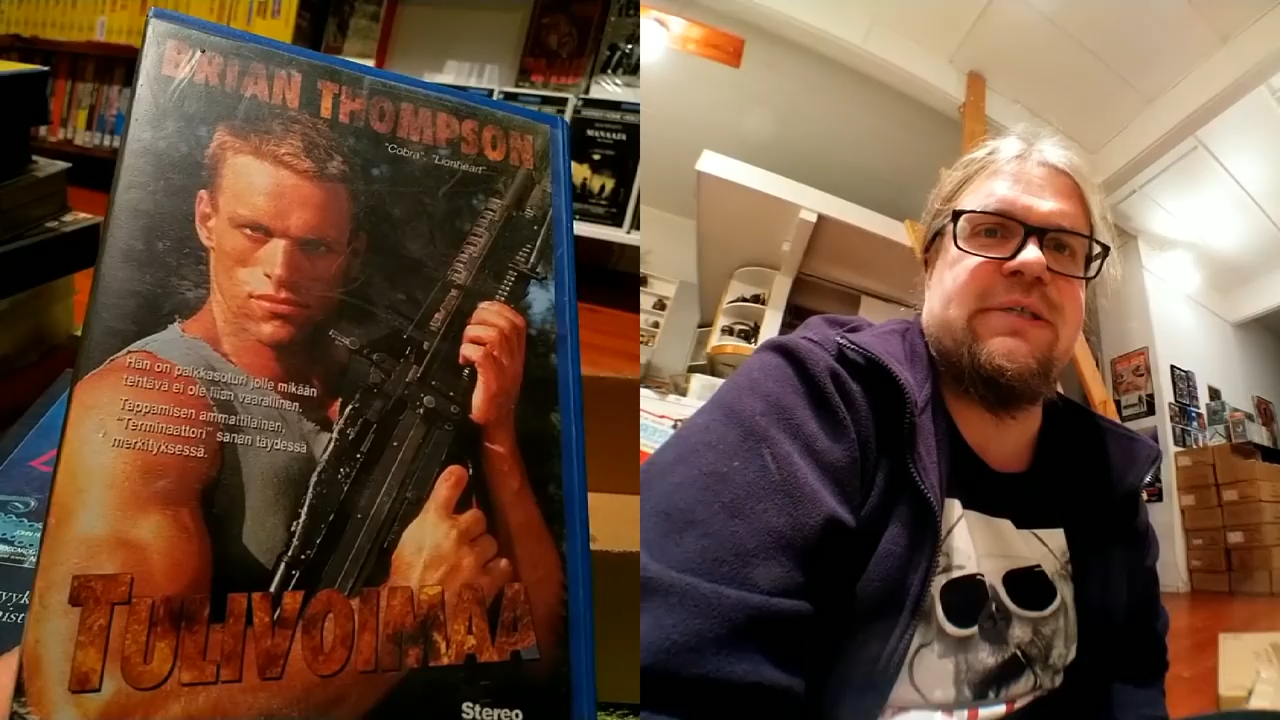 BRIAN THOMPSON
"Cobra", "Lionheart"
Hän on palkkasoturi jolle mikään
tehtävä ei ole liian vaarallinen.
Tappamisen ammattilainen,
"Terminaattori" sanan täydessä
merkityksessä.
TULIVOIMAA
Stereo